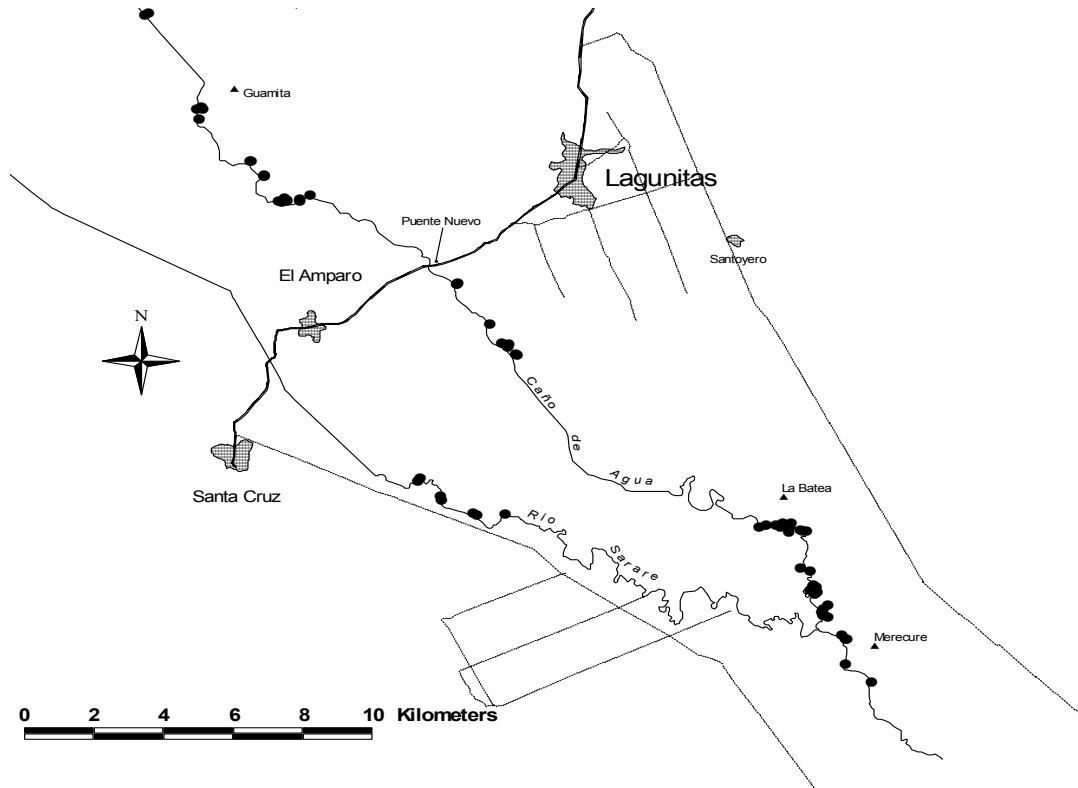 Guamita
Lagunitas
Puente Nuevo
Santoyero
El Amparo
N
Caño de Agua
La Batea
Santa Cruz
Río Sarare
Merecure
0 2 4 6 8 10 Kilometers